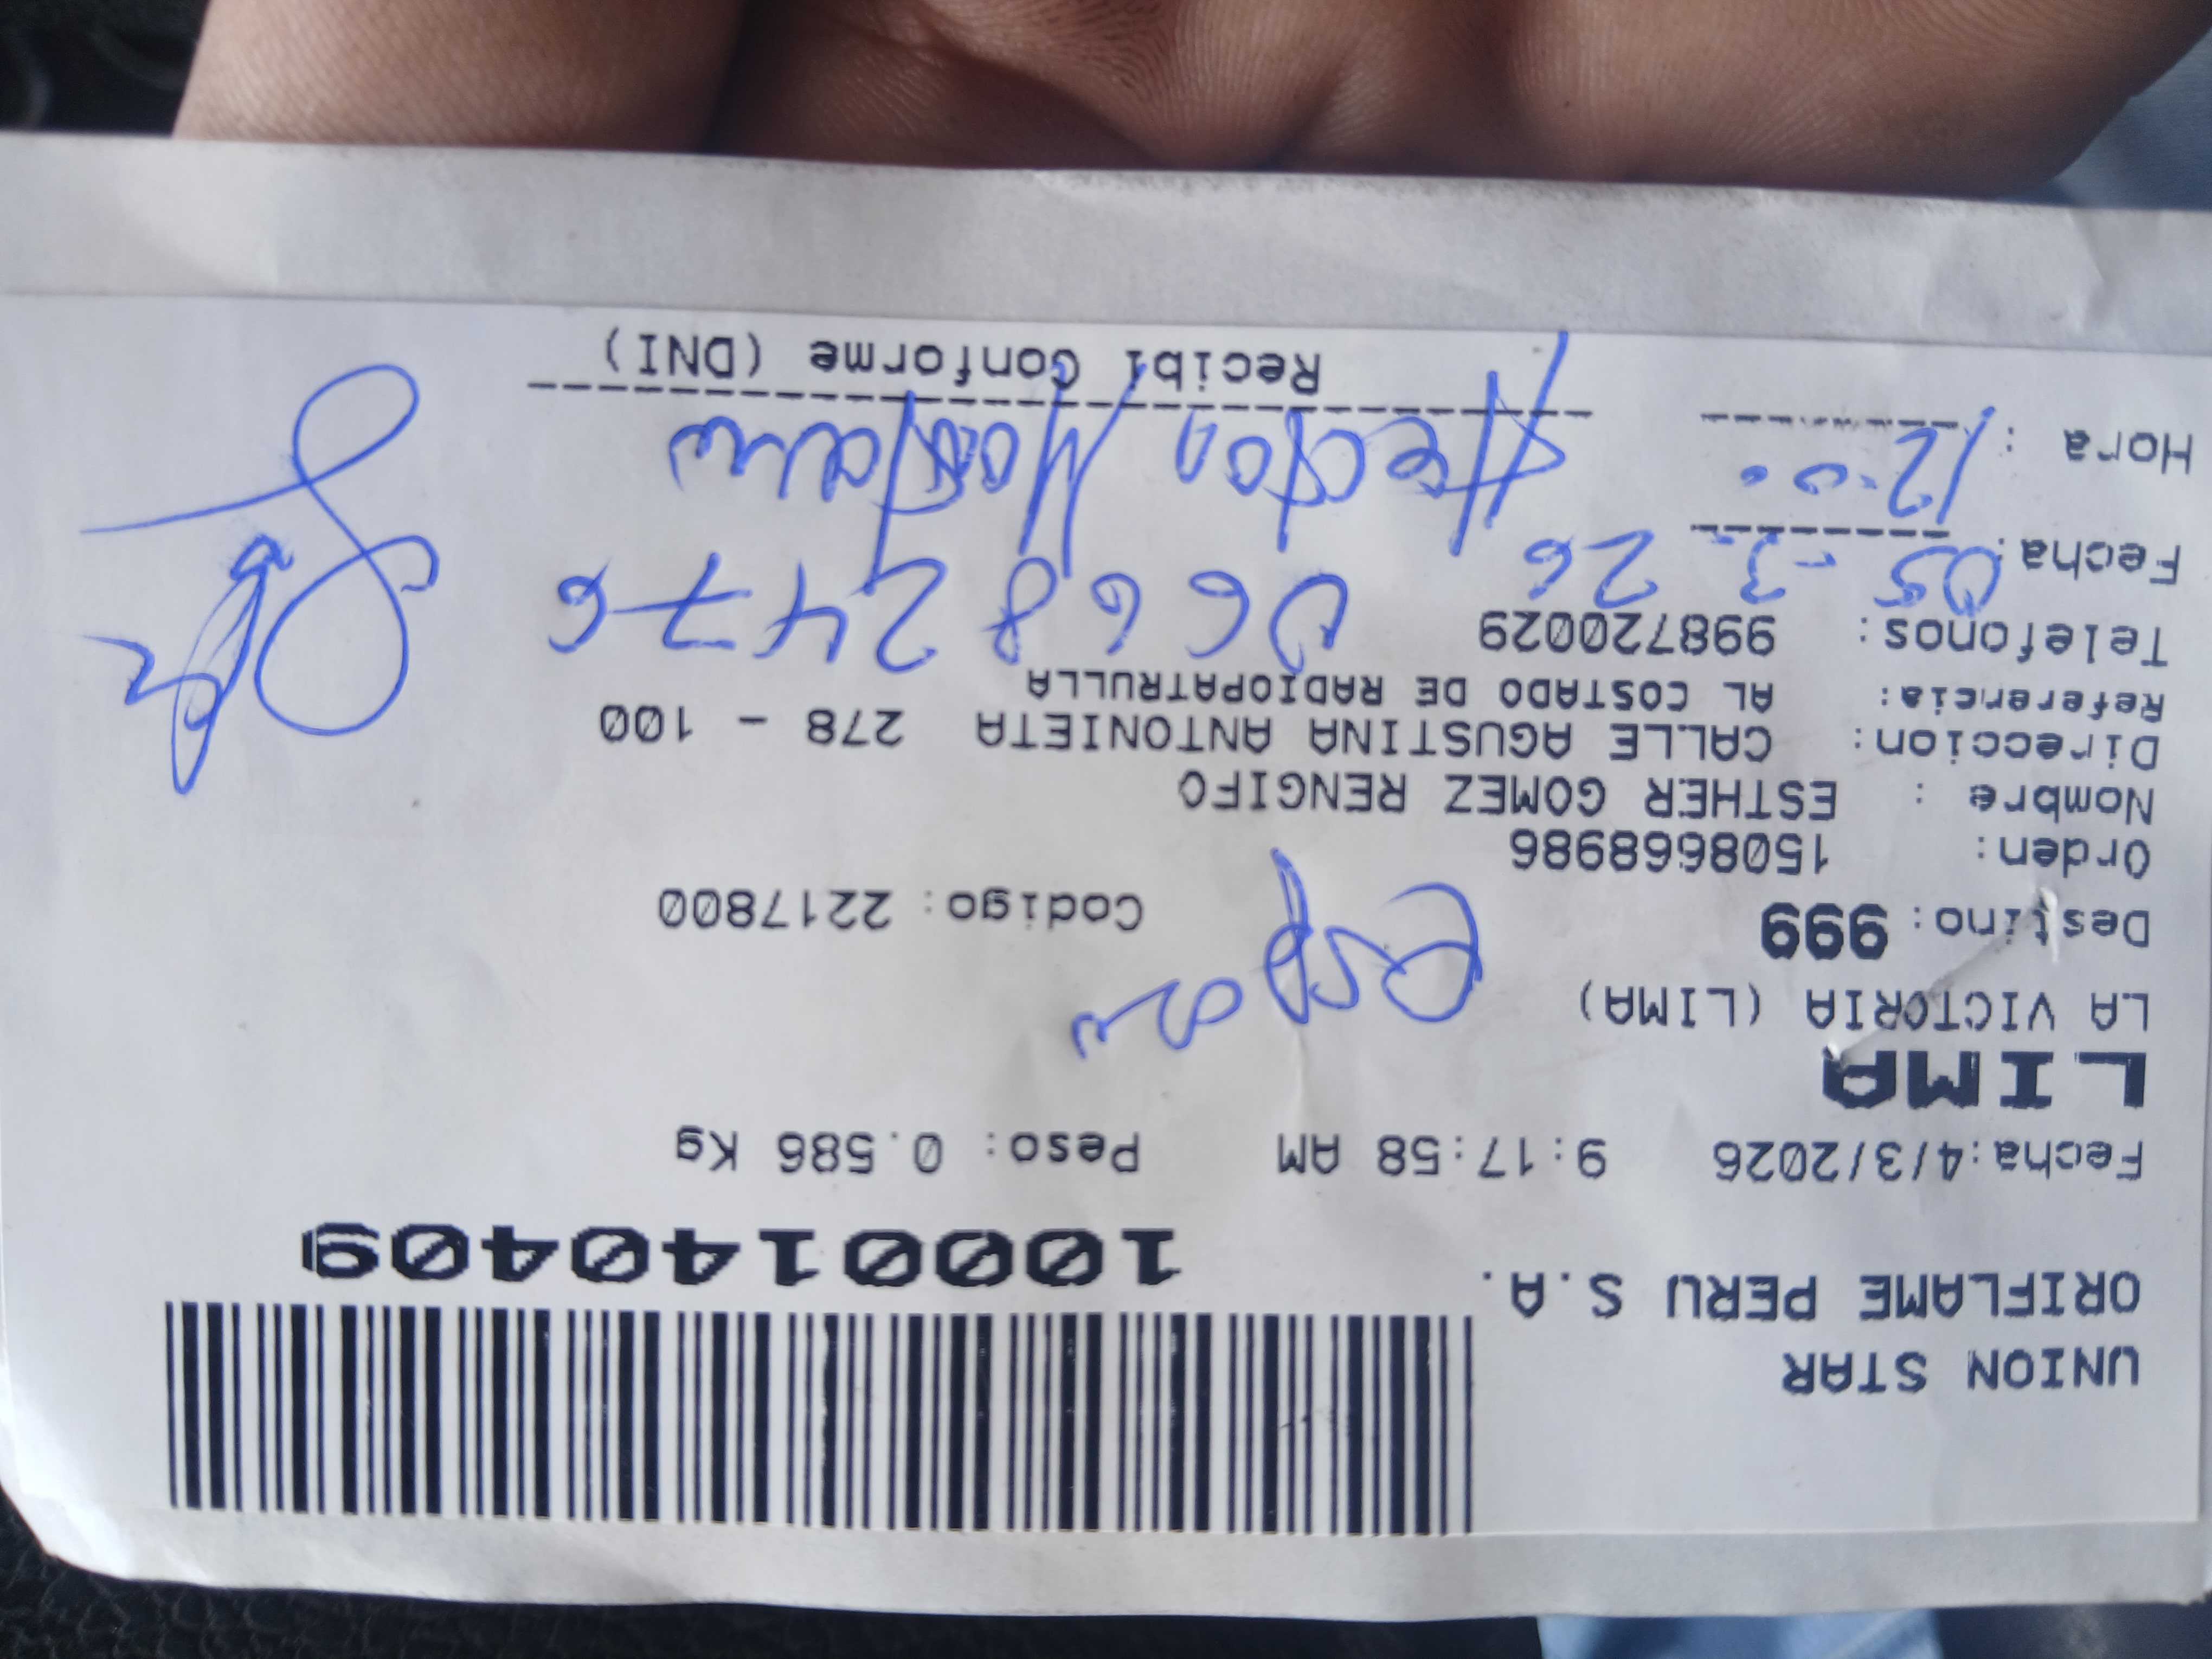 UNION STAR
ORIFLAME PERU S.A.
1000140409
Fecha:4/3/2026 9:17:58 AM Peso: 0.586 Kg
LIMA
LA VICTORIA (LIMA)
Destino: 999 Codigo: 2217800
Esposo
Orden: 1508668986
Nombre : ESTHER GOMEZ RENGIFO
Direccion: CALLE AGUSTINA ANTONIETA 278 - 100
Referencia: AL COSTADO DE RADIOPATRULLA
Telefonos: 998720029
Fecha: 05-3-26 06682476
Hora : 12:00 Hector
Recibi Conforme (DNI)